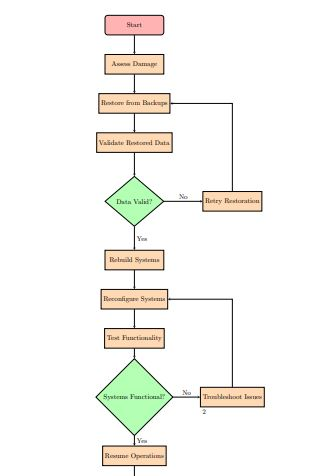 Start
Assess Damage
Restore from Backups
Validate Restored Data
Data Valid?
No
Retry Restoration
Yes
Rebuild Systems
Reconfigure Systems
Test Functionality
Systems Functional?
No
Troubleshoot Issues
2
Yes
Resume Operations